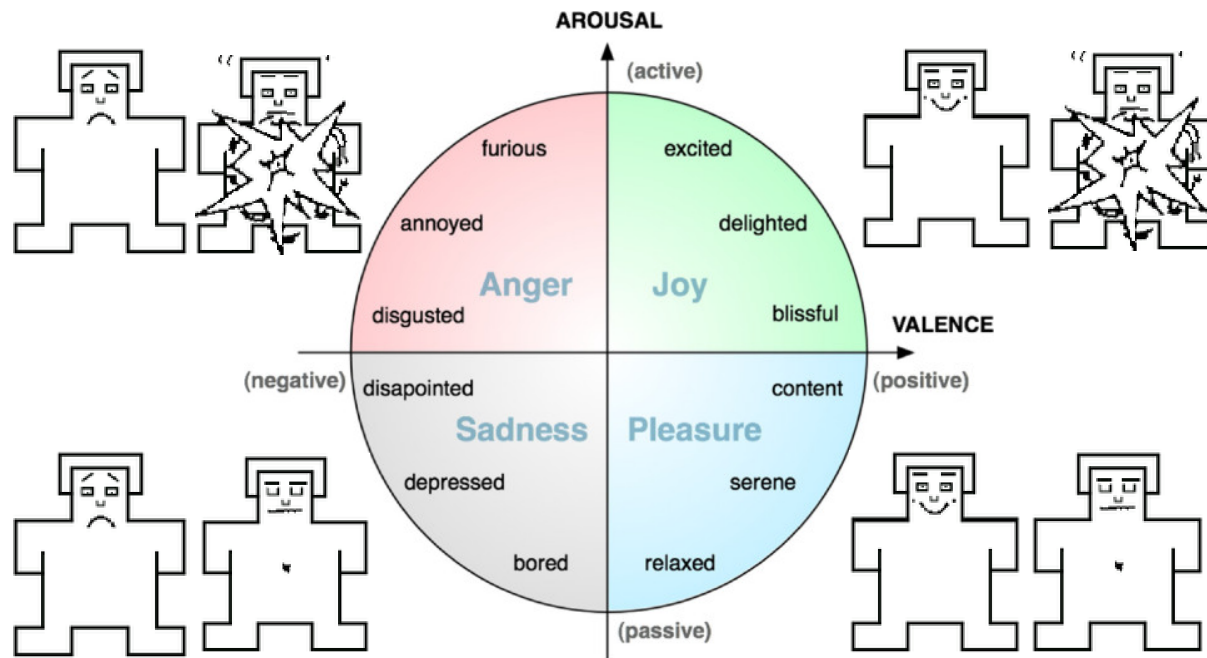 AROUSAL
(active)
furious
excited
annoyed
delighted
Anger
Joy
disgusted
blissful
VALENCE
(negative)
(positive)
disapointed
content
Sadness
Pleasure
depressed
serene
bored
relaxed
(passive)